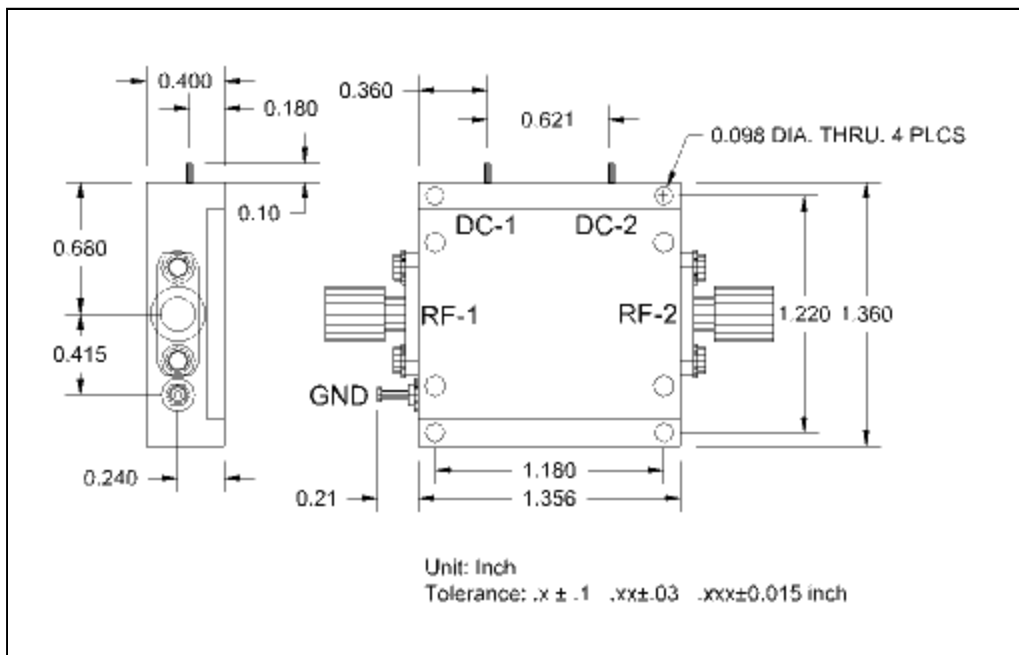 0.400
0.180
0.360
0.621
0.098 DIA. THRU. 4 PLCS
0.10
0.680
0.415
0.240
DC-1
DC-2
RF-1
RF-2
1.220
1.360
GND
0.21
1.180
1.356
Unit: Inch
Tolerance: .x ± .1 .xx±.03 .xxx±0.015 inch